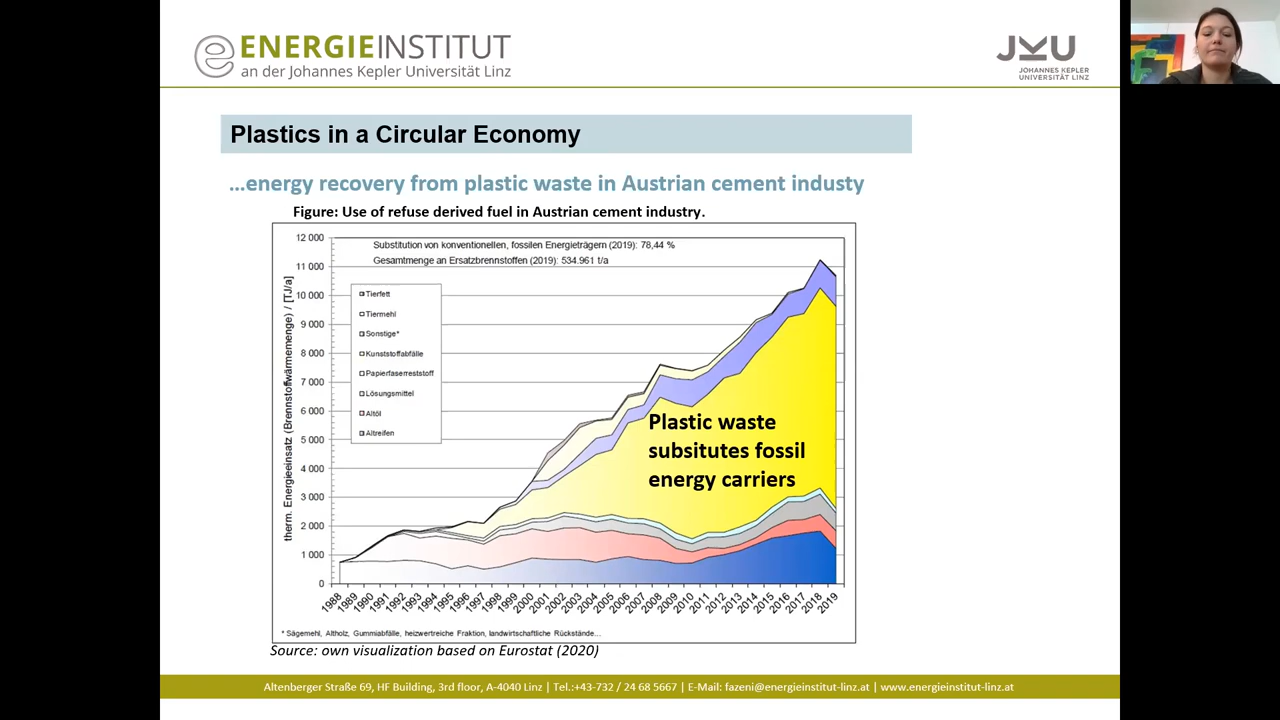 ENERGIEINSTITUT
an der Johannes Kepler Universität Linz
JKU
JOHANNES KEPLER
UNIVERSITÄT LINZ
Plastics in a Circular Economy
...energy recovery from plastic waste in Austrian cement industy
Figure: Use of refuse derived fuel in Austrian cement industry.
Substitution von konventionellen, fossilen Energieträgern (2019): 78,44 %
Gesamtmenge an Ersatzbrennstoffen (2019): 534.961 t/a
therm. Energieeinsatz (Brennstoffwärmemenge) / [TJ/a]
12 000
11 000
10 000
9 000
8 000
7 000
6 000
5 000
4 000
3 000
2 000
1 000
0
Tierfett
Tiermehl
Sonstige*
Kunststoffabfälle
Papierfaserreststoff
Lösungsmittel
Altöl
Altreifen
Plastic waste
subsitutes fossil
energy carriers
1988 1989 1990 1991 1992 1993 1994 1995 1996 1997 1998 1999 2000 2001 2002 2003 2004 2005 2006 2007 2008 2009 2010 2011 2012 2013 2014 2015 2016 2017 2018 2019
* Sägemehl, Altholz, Gummiabfälle, heizwertreiche Fraktion, landwirtschaftliche Rückstände...
Source: own visualization based on Eurostat (2020)
Altenberger Straße 69, HF Building, 3rd floor, A-4040 Linz | Tel.:+43-732 / 24 68 5667 | E-Mail: fazeni@energieinstitut-linz.at | www.energieinstitut-linz.at